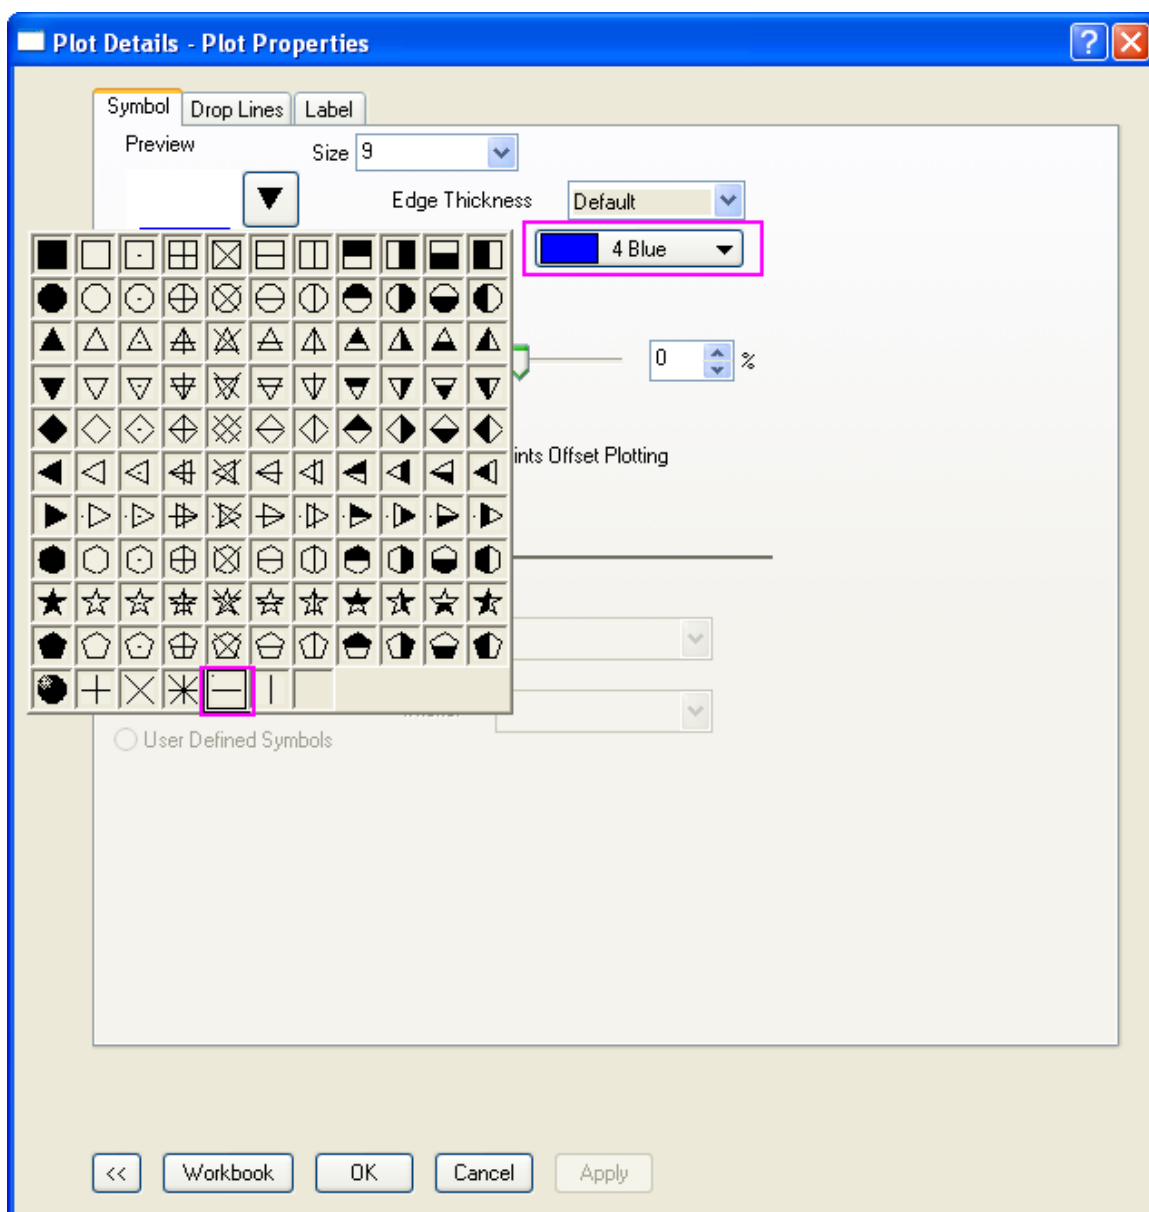 Plot Details - Plot Properties
Symbol Drop Lines Label
Preview
Size 9
Edge Thickness Default
4 Blue
0 %
ints Offset Plotting
User Defined Symbols
<< Workbook OK Cancel Apply